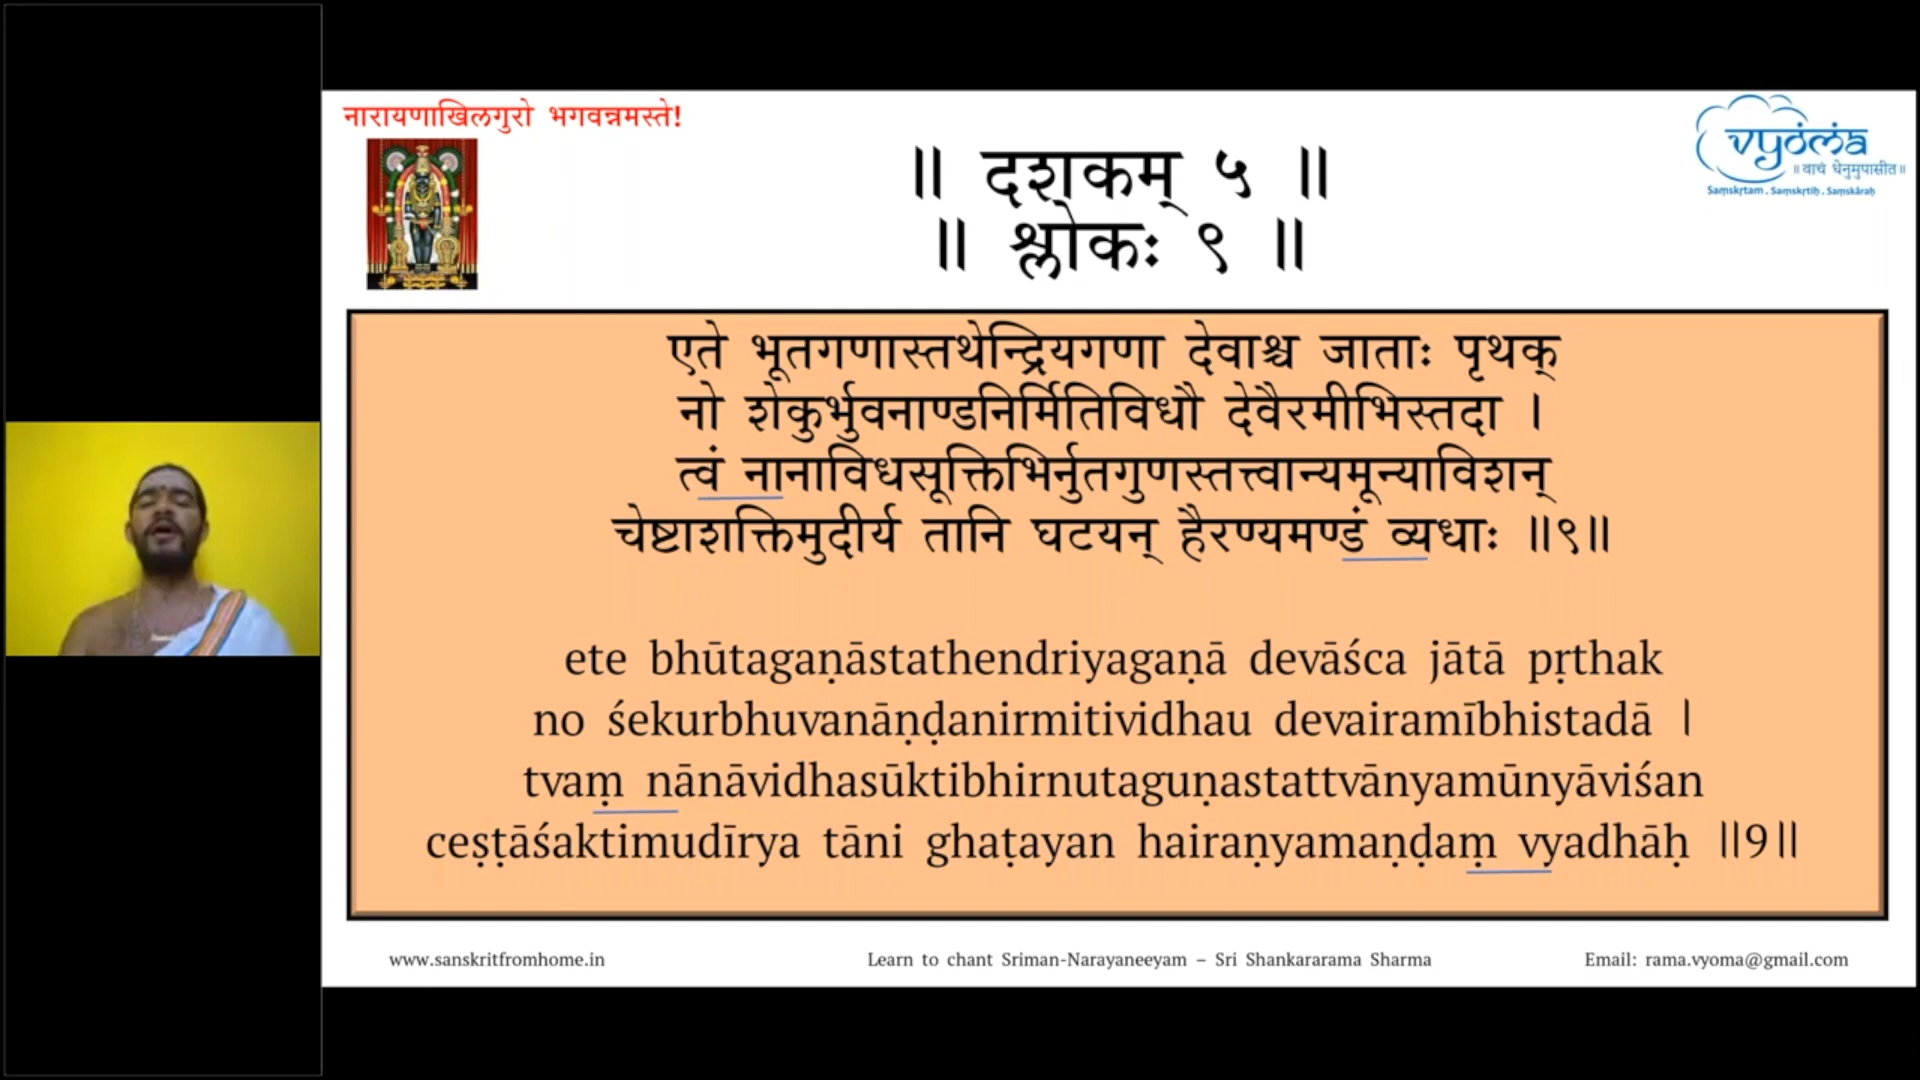 नारायणाखिलगुरो भगवन्नमस्ते!
vyoma
॥ वाचं धेनुमुपासीत॥
Saṃskṛtam . Saṃskṛtiḥ . Saṃskāraḥ
॥ दशकम् ५ ॥
॥ श्लोकः ९ ॥
एते भूतगणास्तथेन्द्रियगणा देवाश्च जाताः पृथक्
नो शेकुर्भुवनाण्डनिर्मितिविधौ देवैरमीभिस्तदा ।
त्वं नानाविधसूक्तिभिर्नुतगुणस्तत्त्वान्यमून्याविशन्
चेष्टाशक्तिमुदीर्य तानि घटयन् हैरण्यमण्डं व्यधाः ॥९॥
ete bhūtagaṇāstathendriyagaṇā devāśca jātā pṛthak
no śekurbhuvanāṇḍanirmitividhau devairamībhistadā |
tvaṃ nānāvidhasūktibhirnutaguṇastattvānyamūnyāviśan
ceṣṭāśaktimudīrya tāni ghaṭayan hairaṇyamaṇḍaṃ vyadhāḥ ||9||
www.sanskritfromhome.in
Learn to chant Sriman-Narayaneeyam – Sri Shankararama Sharma
Email: rama.vyoma@gmail.com